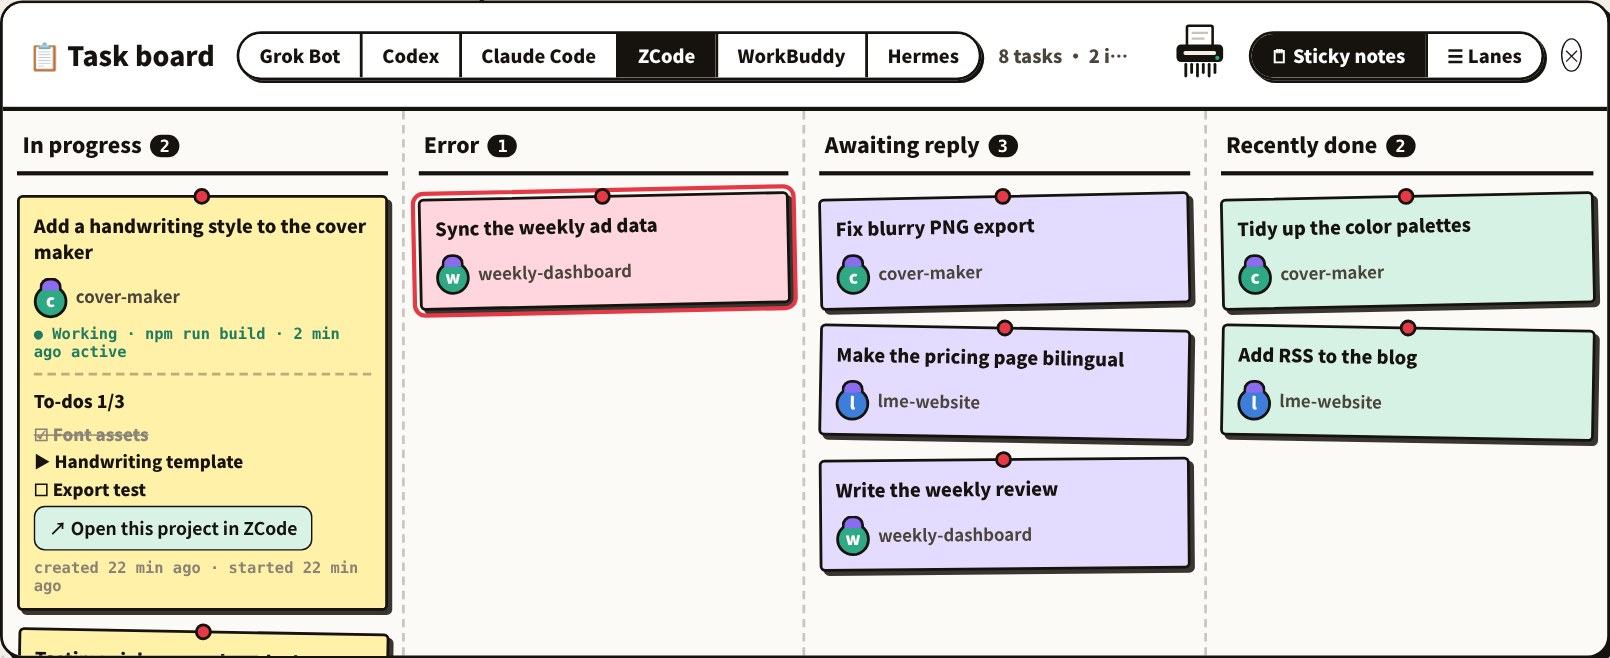 📋 Task board
Grok Bot
Codex
Claude Code
ZCode
WorkBuddy
Hermes
8 tasks • 2 i···
Sticky notes
☰ Lanes
In progress 2
Add a handwriting style to the cover
maker
c cover-maker
● Working · npm run build · 2 min
ago active
To-dos 1/3
☑ Font assets
▶ Handwriting template
☐ Export test
↗ Open this project in ZCode
created 22 min ago · started 22 min
ago
Error 1
Sync the weekly ad data
w weekly-dashboard
Awaiting reply 3
Fix blurry PNG export
c cover-maker
Make the pricing page bilingual
l lme-website
Write the weekly review
w weekly-dashboard
Recently done 2
Tidy up the color palettes
c cover-maker
Add RSS to the blog
l lme-website